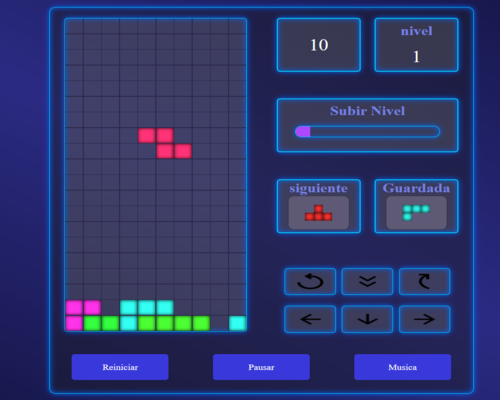 10
nivel
1
Subir Nivel
siguiente
Guardada
Reiniciar
Pausar
Musica